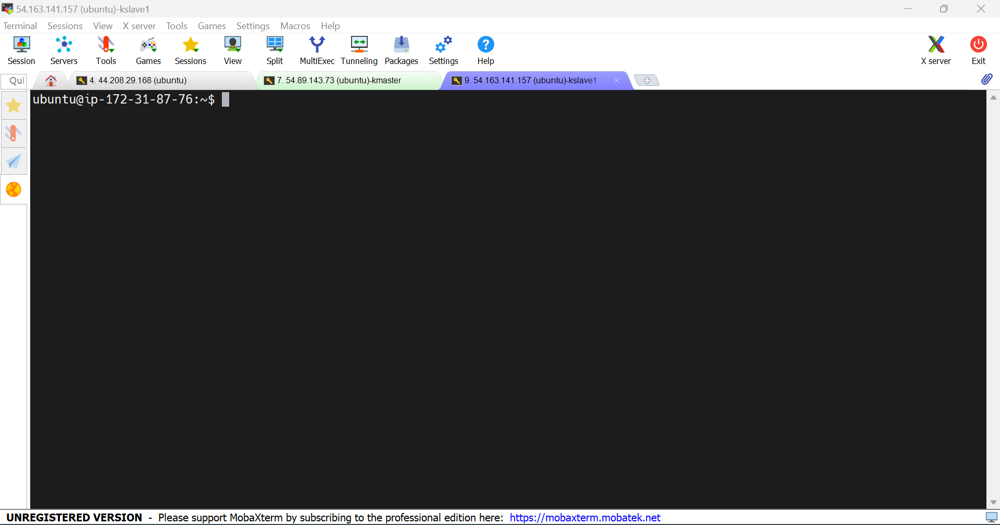 54.163.141.157 (ubuntu)-kslave1
Terminal Sessions View X server Tools Games Settings Macros Help
Session Servers Tools Games Sessions View Split MultiExec Tunneling Packages Settings Help X server Exit
Qui 4. 44.208.29.168 (ubuntu) 7. 54.89.143.73 (ubuntu)-kmaster 9. 54.163.141.157 (ubuntu)-kslave1
ubuntu@ip-172-31-87-76:~$
UNREGISTERED VERSION - Please support MobaXterm by subscribing to the professional edition here: https://mobaxterm.mobatek.net